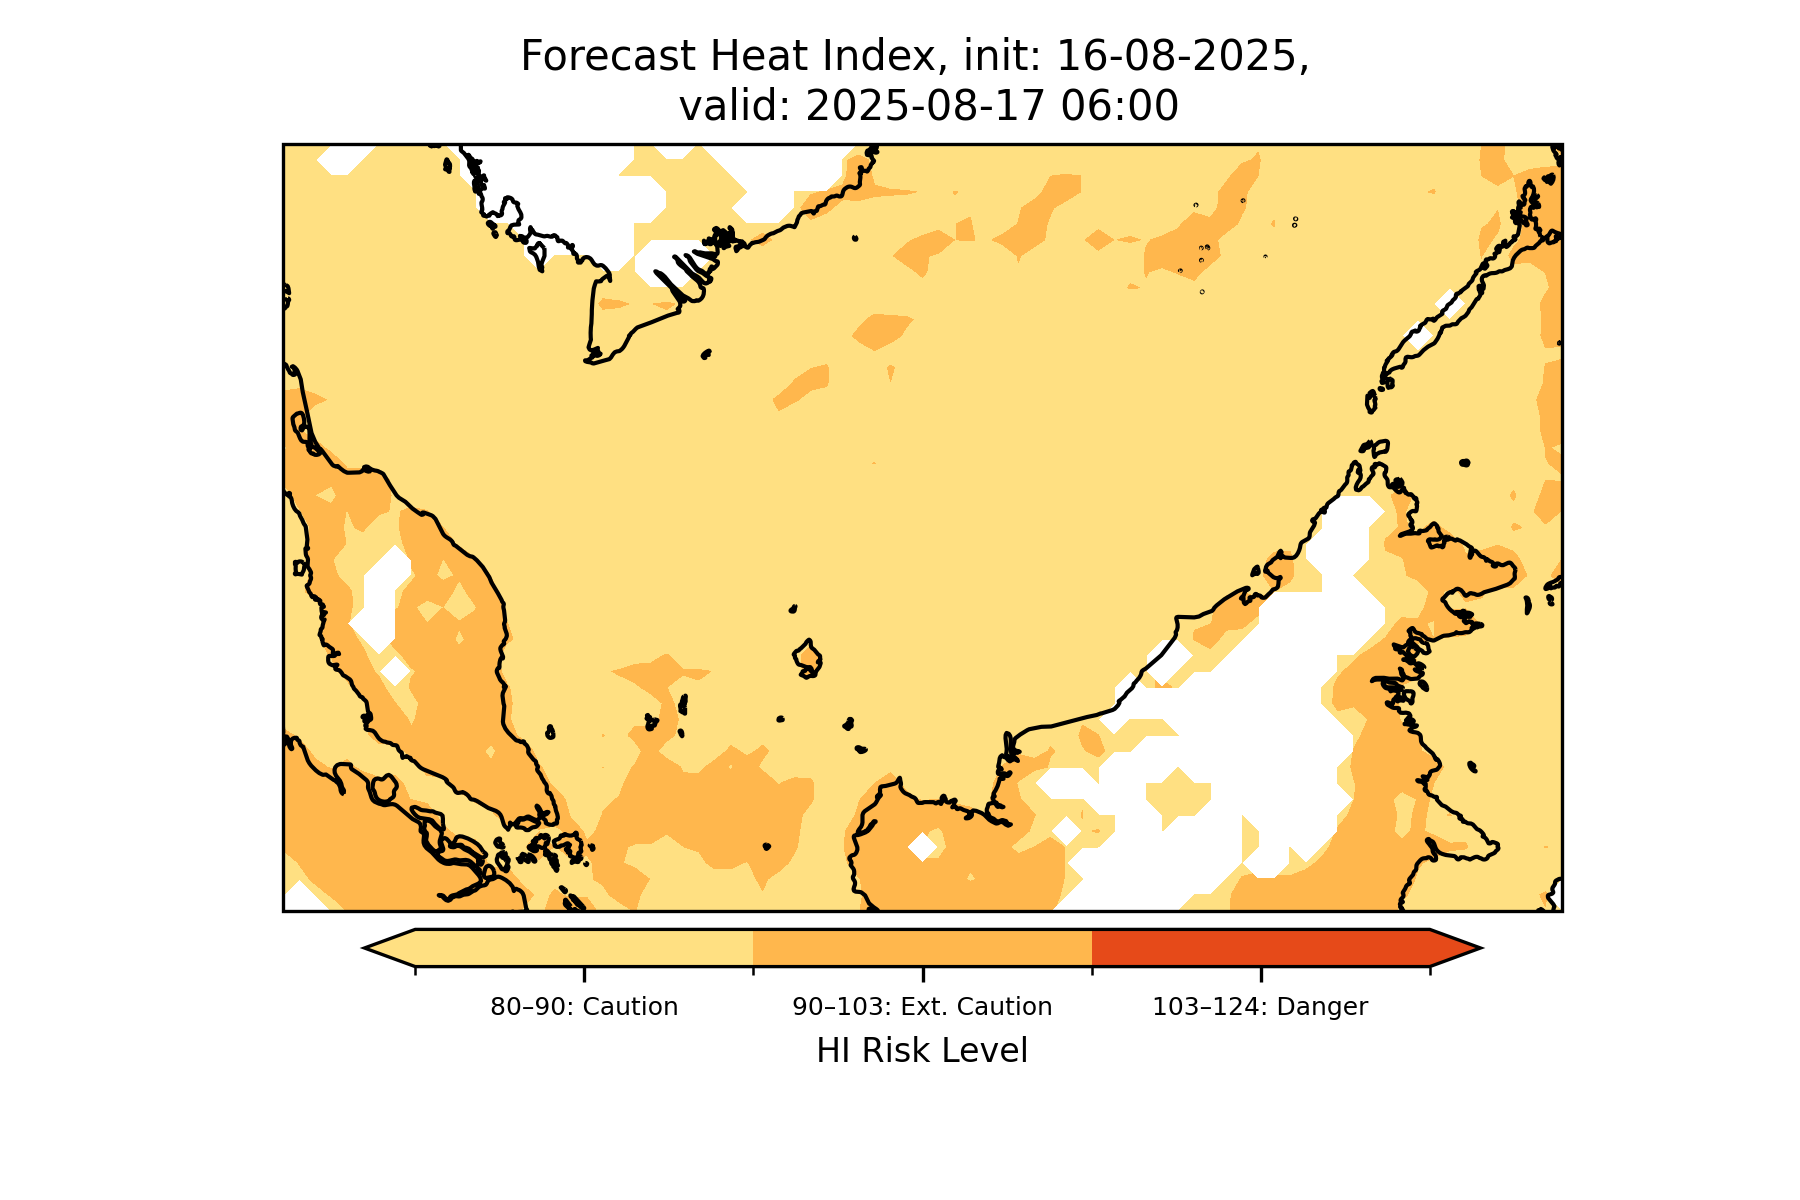 Forecast Heat Index, init: 16-08-2025,
valid: 2025-08-17 06:00
80–90: Caution
90–103: Ext. Caution
103–124: Danger
HI Risk Level